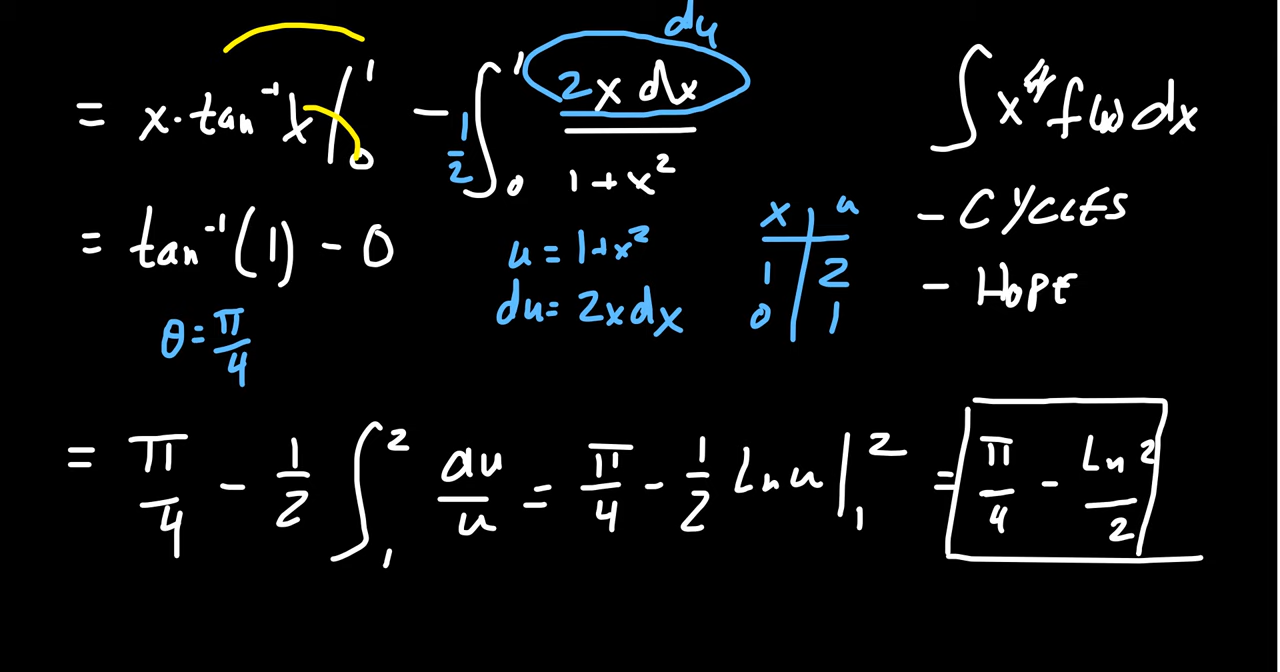 = x · tan⁻¹ x |₀¹ − 1/2 ∫₀¹ 2x dx / 1+x²
du
= tan⁻¹(1) − 0
θ = π/4
u = 1+x²
du = 2x dx
x | u
1 | 2
0 | 1
∫ x⁴ f(x) dx
- CYCLES
- HOPE
= π/4 − 1/2 ∫₁² du/u = π/4 − 1/2 Ln u |₁² = π/4 − Ln 2/2